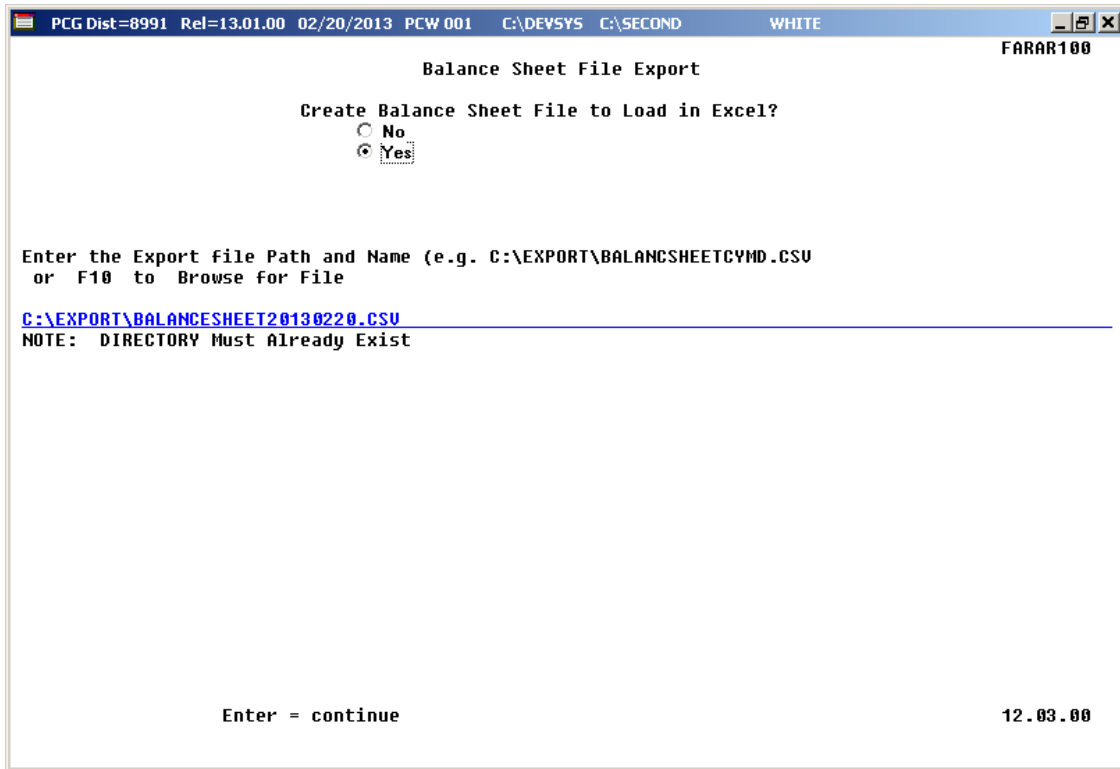 PCG Dist=8991 Rel=13.01.00 02/20/2013 PCW 001 C:\DEVSYS C:\SECOND WHITE
FARAR100
Balance Sheet File Export
Create Balance Sheet File to Load in Excel?
No
Yes
Enter the Export file Path and Name (e.g. C:\EXPORT\BALANCSHEETCYMD.CSV
or F10 to Browse for File
C:\EXPORT\BALANCESHEET20130220.CSV
NOTE: DIRECTORY Must Already Exist
Enter = continue 12.03.00